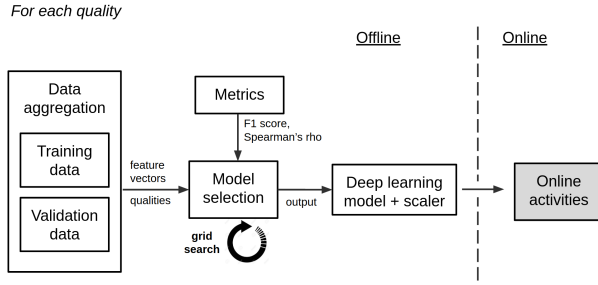 For each quality
Offline
Online
Data
aggregation
Training
data
Validation
data
feature
vectors
qualities
Metrics
F1 score,
Spearman's rho
Model
selection
grid
search
output
Deep learning
model + scaler
Online
activities